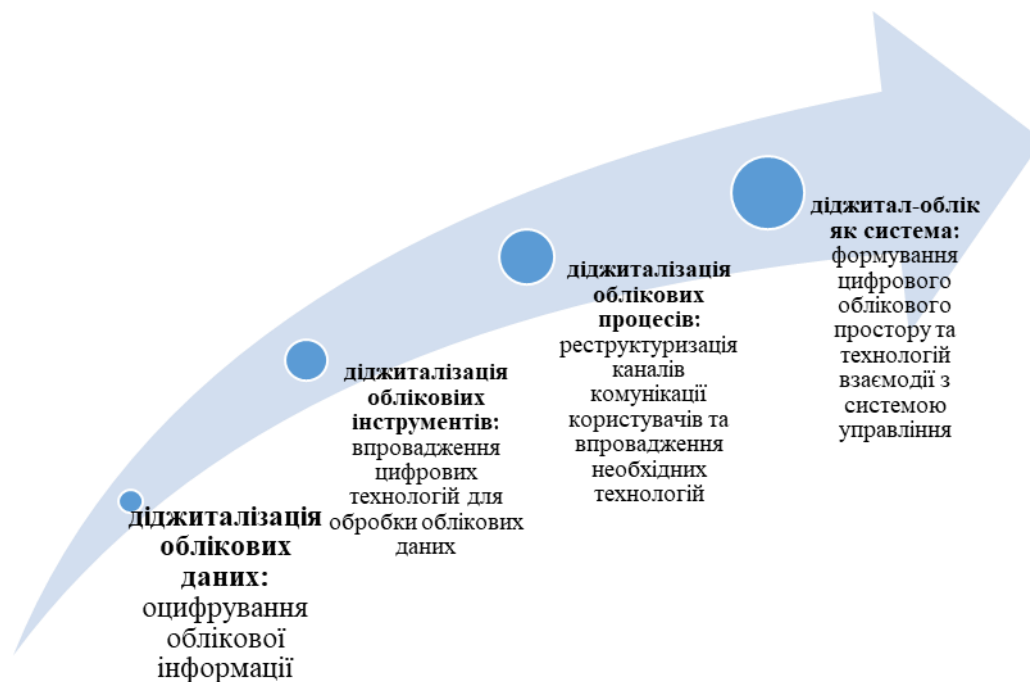 діджиталізація
облікових
даних:
оцифрування
облікової
інформації
діджиталізація
обліковіих
інструментів:
впровадження
цифрових
технологій для
обробки облікових
даних
діджиталізація
облікових
процесів:
реструктуризація
каналів
комунікації
користувачів та
впровадження
необхідних
технологій
діджитал-облік
як система:
формування
цифрового
облікового
простору та
технологій
взаємодії з
системою
управління